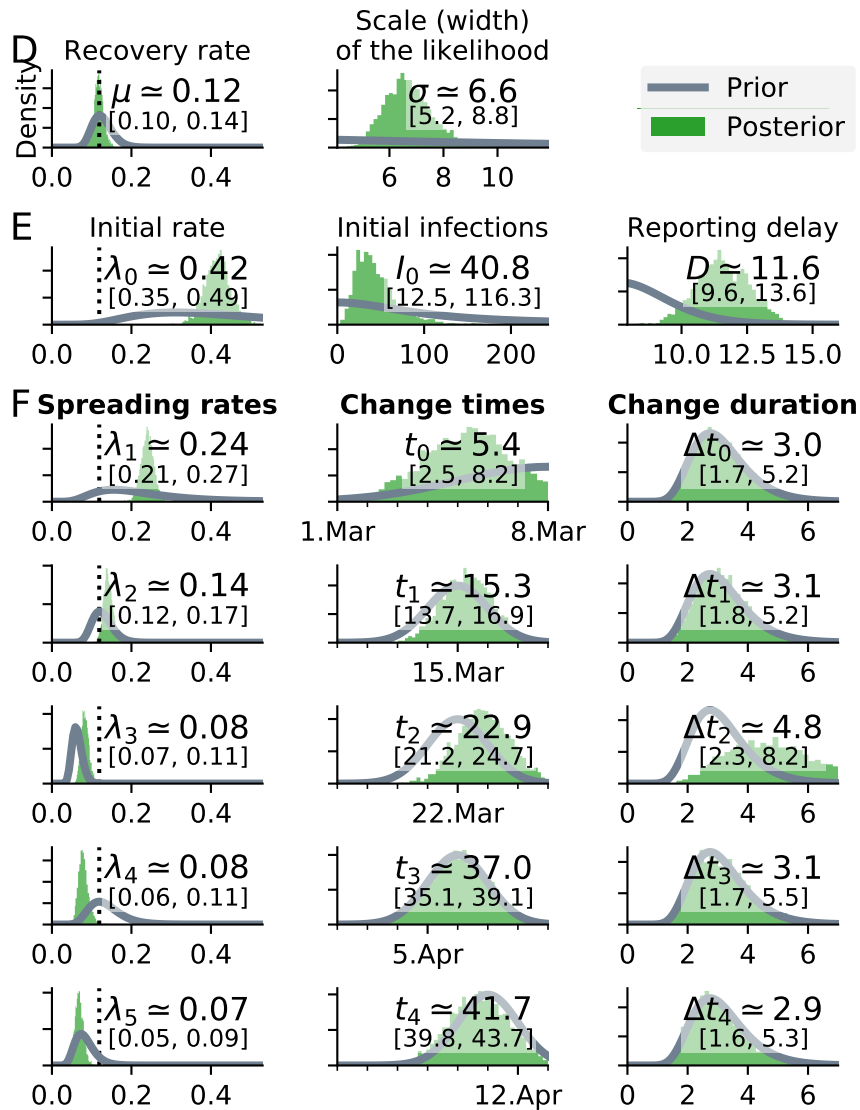 D
Recovery rate
Scale (width)
of the likelihood
Density
μ ≃ 0.12
[0.10, 0.14]
0.0 0.2 0.4
σ ≃ 6.6
[5.2, 8.8]
6 8 10
Prior
Posterior
E
Initial rate
Initial infections
Reporting delay
λ0 ≃ 0.42
[0.35, 0.49]
0.0 0.2 0.4
I0 ≃ 40.8
[12.5, 116.3]
0 100 200
D ≃ 11.6
[9.6, 13.6]
10.0 12.5 15.0
F
Spreading rates
Change times
Change duration
λ1 ≃ 0.24
[0.21, 0.27]
0.0 0.2 0.4
t0 ≃ 5.4
[2.5, 8.2]
1.Mar 8.Mar
Δt0 ≃ 3.0
[1.7, 5.2]
0 2 4 6
λ2 ≃ 0.14
[0.12, 0.17]
0.0 0.2 0.4
t1 ≃ 15.3
[13.7, 16.9]
15.Mar
Δt1 ≃ 3.1
[1.8, 5.2]
0 2 4 6
λ3 ≃ 0.08
[0.07, 0.11]
0.0 0.2 0.4
t2 ≃ 22.9
[21.2, 24.7]
22.Mar
Δt2 ≃ 4.8
[2.3, 8.2]
0 2 4 6
λ4 ≃ 0.08
[0.06, 0.11]
0.0 0.2 0.4
t3 ≃ 37.0
[35.1, 39.1]
5.Apr
Δt3 ≃ 3.1
[1.7, 5.5]
0 2 4 6
λ5 ≃ 0.07
[0.05, 0.09]
0.0 0.2 0.4
t4 ≃ 41.7
[39.8, 43.7]
12.Apr
Δt4 ≃ 2.9
[1.6, 5.3]
0 2 4 6